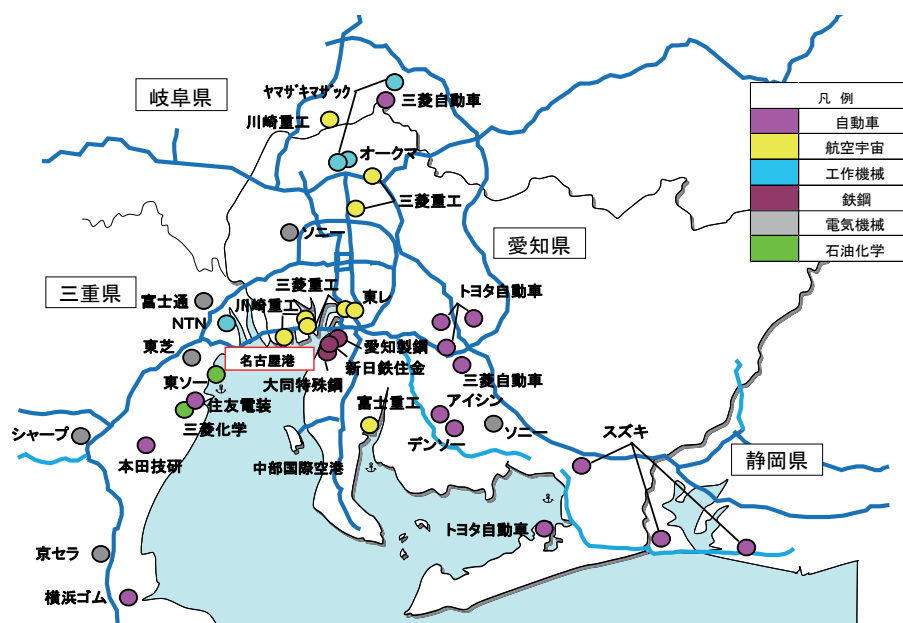 岐阜県
ヤマザキマザック
三菱自動車
川崎重工
オークマ
三菱重工
ソニー
愛知県
凡 例
自動車
航空宇宙
工作機械
鉄鋼
電気機械
石油化学
三重県
富士通
NTN
東芝
川崎重工
三菱重工
東レ
トヨタ自動車
名古屋港
愛知製鋼
新日鉄住金
大同特殊鋼
三菱自動車
東ソー
住友電装
三菱化学
富士重工
アイシン
デンソー
ソニー
スズキ
静岡県
シャープ
本田技研
中部国際空港
トヨタ自動車
京セラ
横浜ゴム